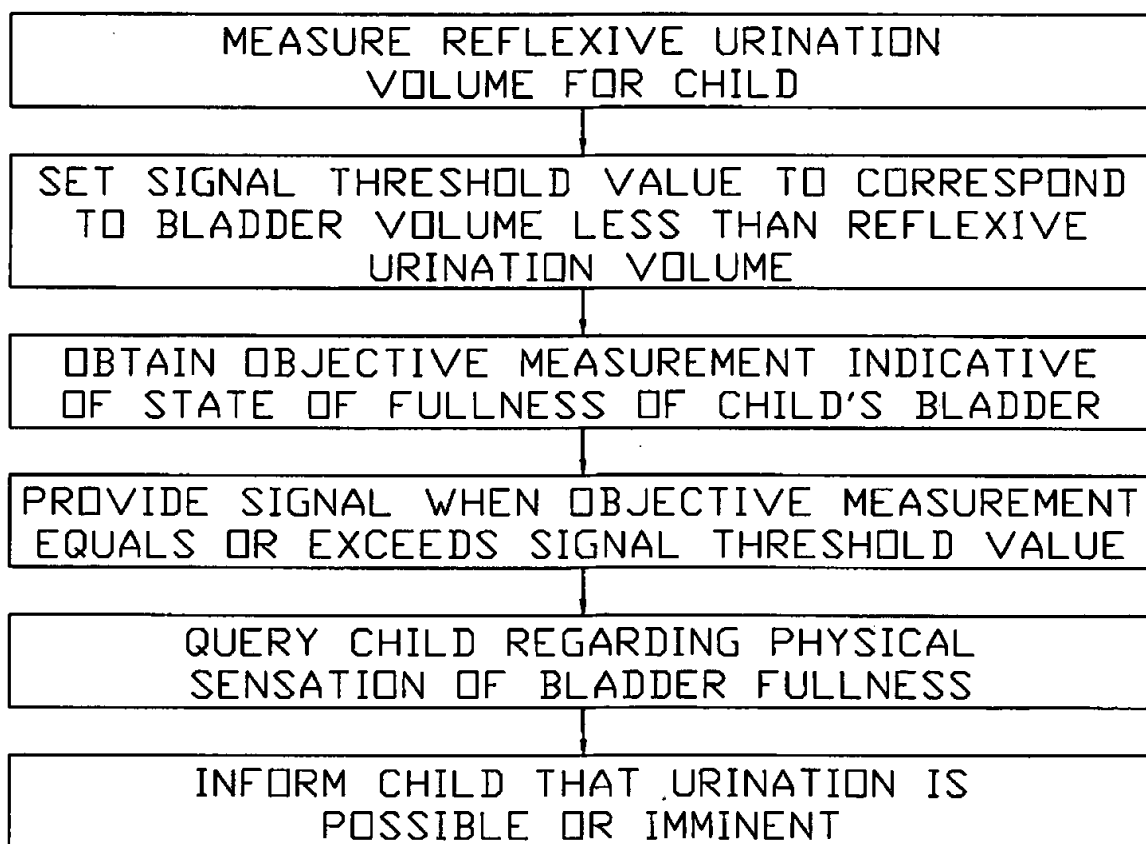 MEASURE REFLEXIVE URINATION
VOLUME FOR CHILD
SET SIGNAL THRESHOLD VALUE TO CORRESPOND
TO BLADDER VOLUME LESS THAN REFLEXIVE
URINATION VOLUME
OBTAIN OBJECTIVE MEASUREMENT INDICATIVE
OF STATE OF FULLNESS OF CHILD'S BLADDER
PROVIDE SIGNAL WHEN OBJECTIVE MEASUREMENT
EQUALS OR EXCEEDS SIGNAL THRESHOLD VALUE
QUERY CHILD REGARDING PHYSICAL
SENSATION OF BLADDER FULLNESS
INFORM CHILD THAT URINATION IS
POSSIBLE OR IMMINENT